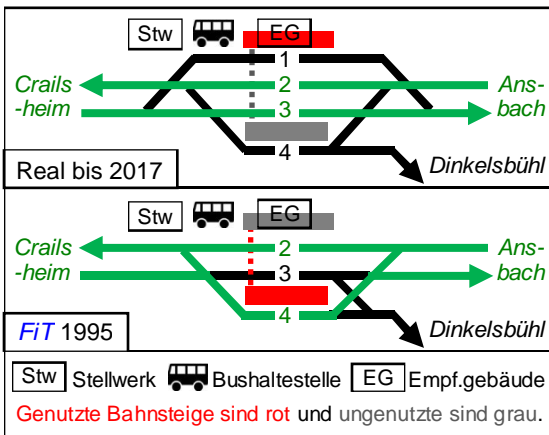 Stw EG
1
Crails
-heim
2
Ans-
bach
3
4
Dinkelsbühl
Real bis 2017
Stw EG
Crails
-heim
2
Ans-
bach
3
4
Dinkelsbühl
FiT 1995
Stw Stellwerk Bushaltestelle EG Empf.gebäude
Genutzte Bahnsteige sind rot und ungenutzte sind grau.